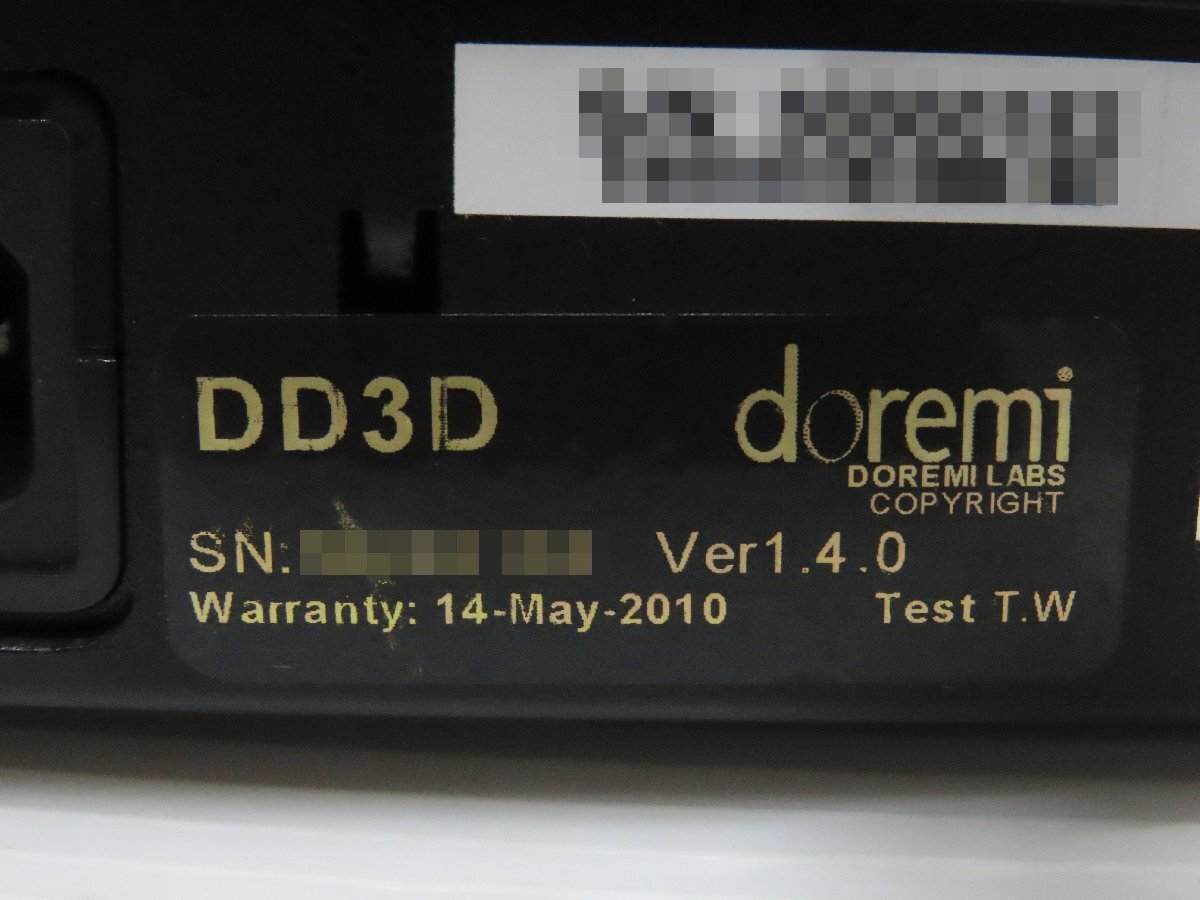 DD3D
doremi
DOREMI LABS
COPYRIGHT
SN: Ver1.4.0
Warranty: 14-May-2010 Test T.W